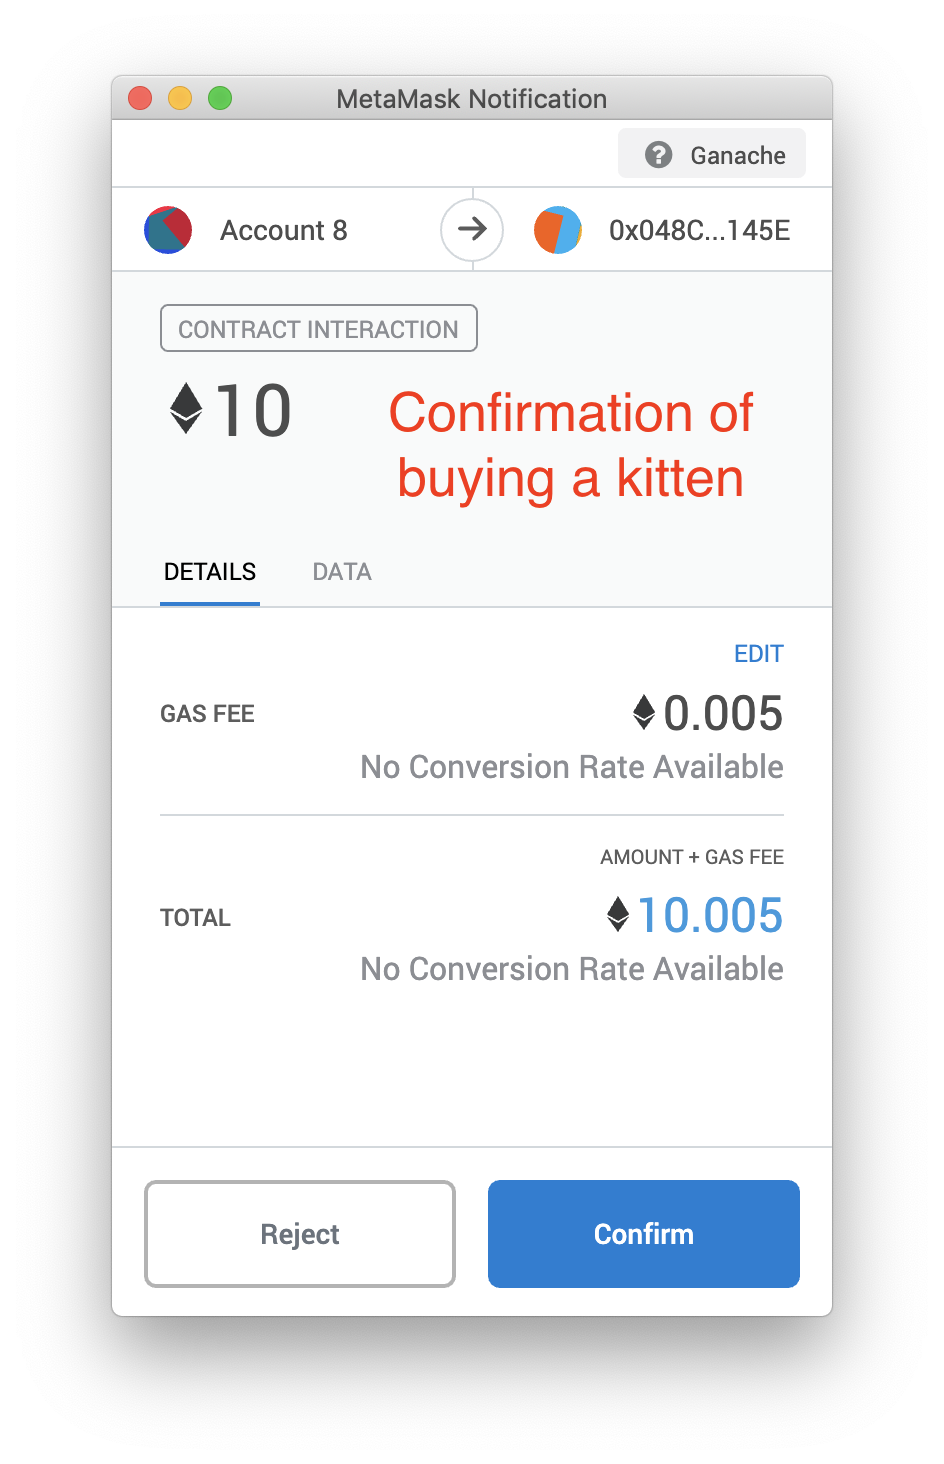 MetaMask Notification
Ganache
Account 8
0x048C...145E
CONTRACT INTERACTION
10
Confirmation of
buying a kitten
DETAILS DATA
EDIT
GAS FEE
0.005
No Conversion Rate Available
AMOUNT + GAS FEE
TOTAL
10.005
No Conversion Rate Available
Reject
Confirm